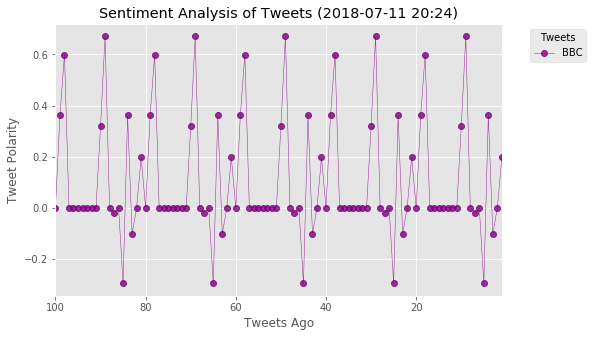 Sentiment Analysis of Tweets (2018-07-11 20:24)
Tweets
BBC
Tweet Polarity
0.6
0.4
0.2
0.0
−0.2
100 80 60 40 20
Tweets Ago